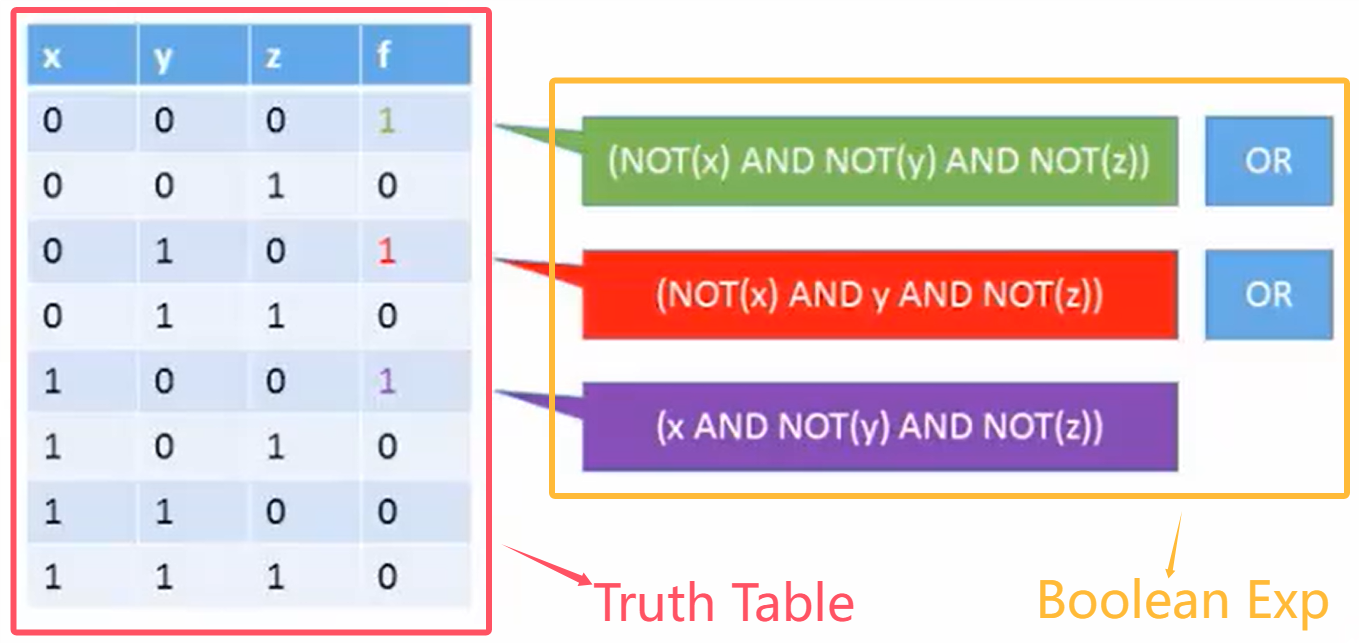 x y z f
0 0 0 1
0 0 1 0
0 1 0 1
0 1 1 0
1 0 0 1
1 0 1 0
1 1 0 0
1 1 1 0
(NOT(x) AND NOT(y) AND NOT(z)) OR
(NOT(x) AND y AND NOT(z)) OR
(x AND NOT(y) AND NOT(z))
Truth Table
Boolean Exp